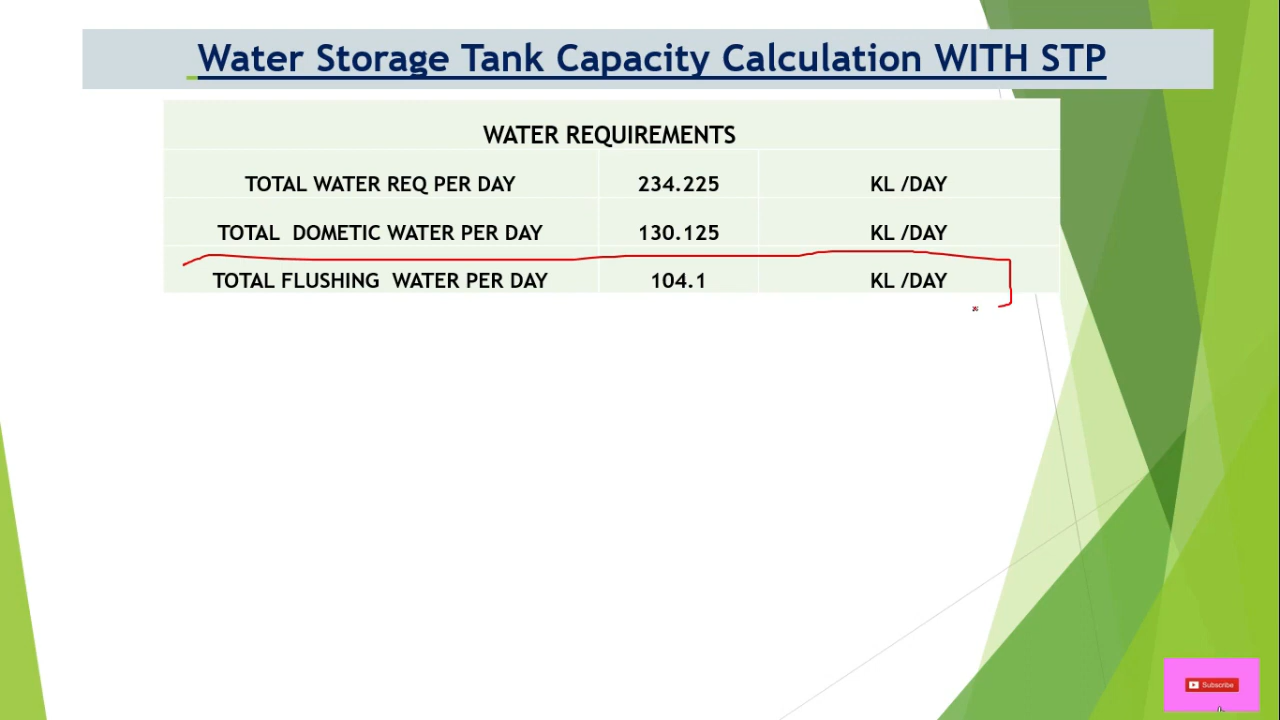 Water Storage Tank Capacity Calculation WITH STP
WATER REQUIREMENTS
TOTAL WATER REQ PER DAY 234.225 KL /DAY
TOTAL DOMETIC WATER PER DAY 130.125 KL /DAY
TOTAL FLUSHING WATER PER DAY 104.1 KL /DAY
Subscribe